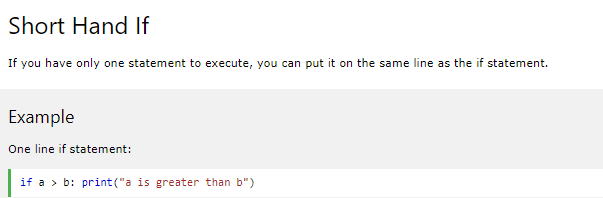 Short Hand If
If you have only one statement to execute, you can put it on the same line as the if statement.
Example
One line if statement:
if a > b: print("a is greater than b")